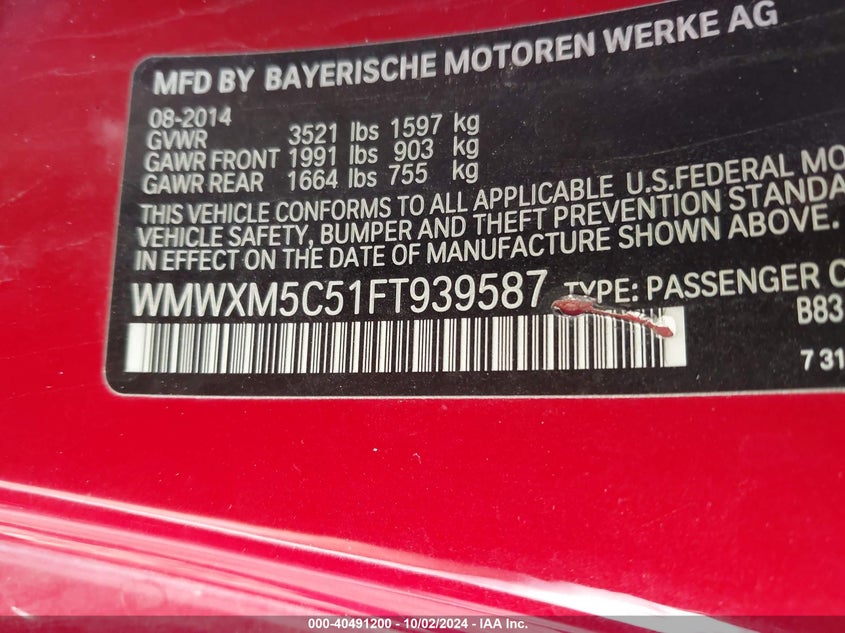 MFD BY BAYERISCHE MOTOREN WERKE AG
08-2014
GVWR 3521 lbs 1597 kg
GAWR FRONT 1991 lbs 903 kg
GAWR REAR 1664 lbs 755 kg
THIS VEHICLE CONFORMS TO ALL APPLICABLE U.S.FEDERAL MO
VEHICLE SAFETY, BUMPER AND THEFT PREVENTION STANDA
IN EFFECT ON THE DATE OF MANUFACTURE SHOWN ABOVE.
WMWXM5C51FT939587 TYPE: PASSENGER C
B83
7 31
000-40491200 - 10/02/2024 - IAA Inc.